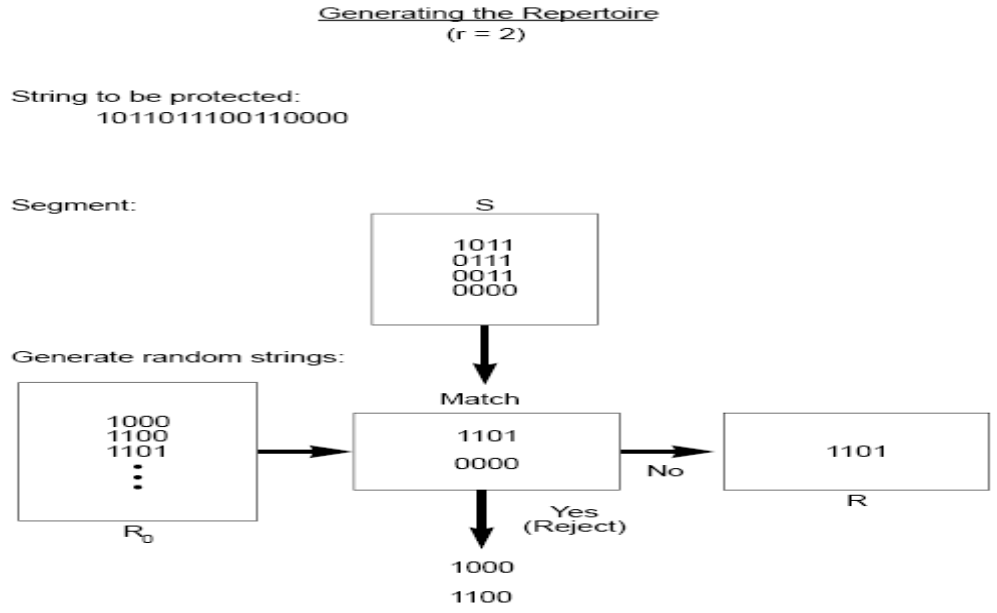 Generating the Repertoire
(r = 2)
String to be protected:
1011011100110000
Segment:
S
1011
0111
0011
0000
Generate random strings:
1000
1100
1101
R0
Match
1101
0000
No
1101
R
Yes
(Reject)
1000
1100